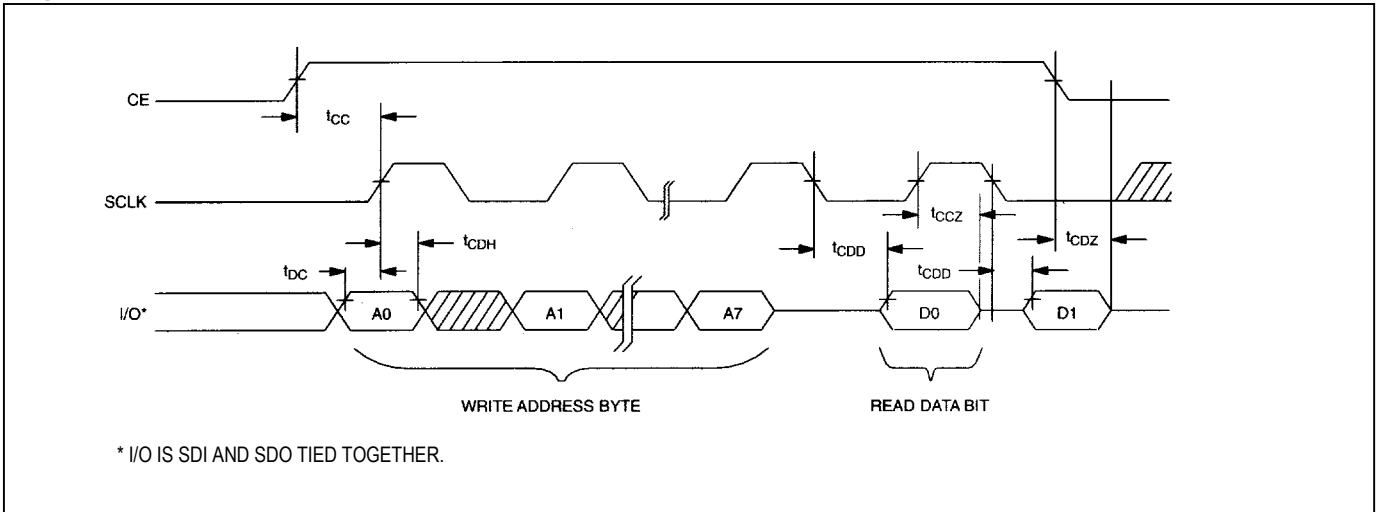 CE
tCC
SCLK
tCCZ
tCDH
tCDD
tCDZ
tDC
tCDD
I/O*
A0
A1
A7
D0
D1
WRITE ADDRESS BYTE
READ DATA BIT
* I/O IS SDI AND SDO TIED TOGETHER.